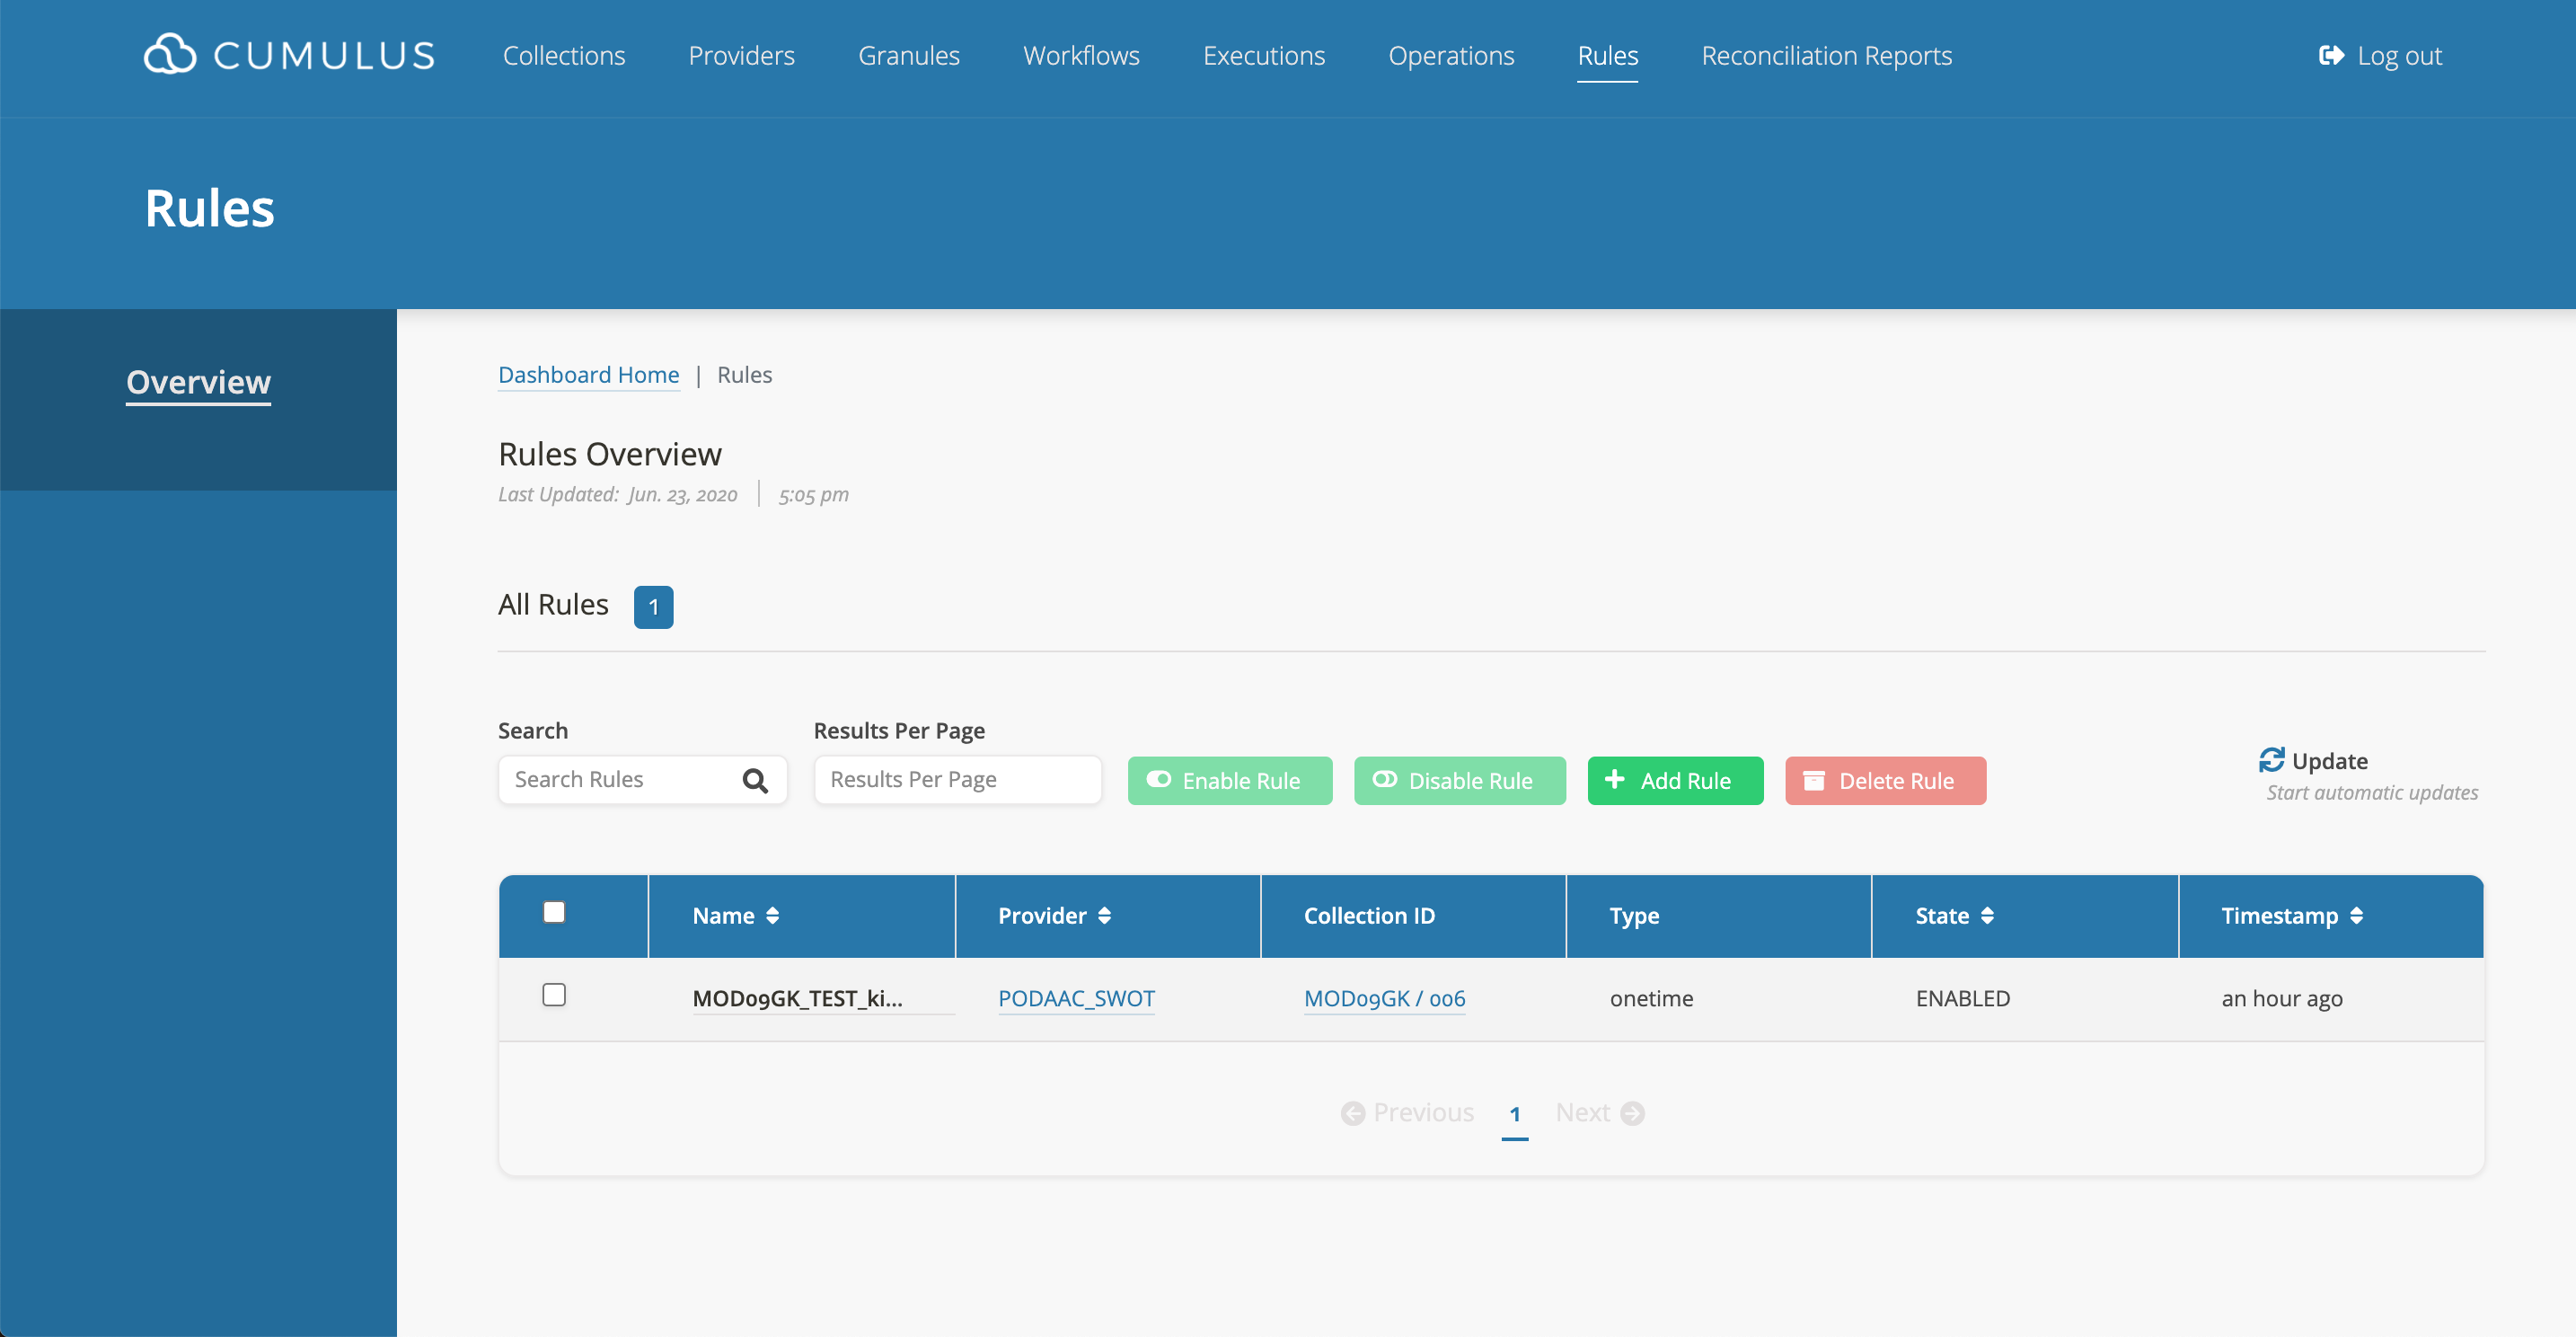 CUMULUS Collections Providers Granules Workflows Executions Operations Rules Reconciliation Reports Log out
Rules
Overview
Dashboard Home | Rules
Rules Overview
Last Updated: Jun. 23, 2020 | 5:05 pm
All Rules 1
Search Results Per Page
Search Rules Results Per Page Enable Rule Disable Rule Add Rule Delete Rule Update
Start automatic updates
Name Provider Collection ID Type State Timestamp
MOD09GK_TEST_ki... PODAAC_SWOT MOD09GK / 006 onetime ENABLED an hour ago
Previous 1 Next